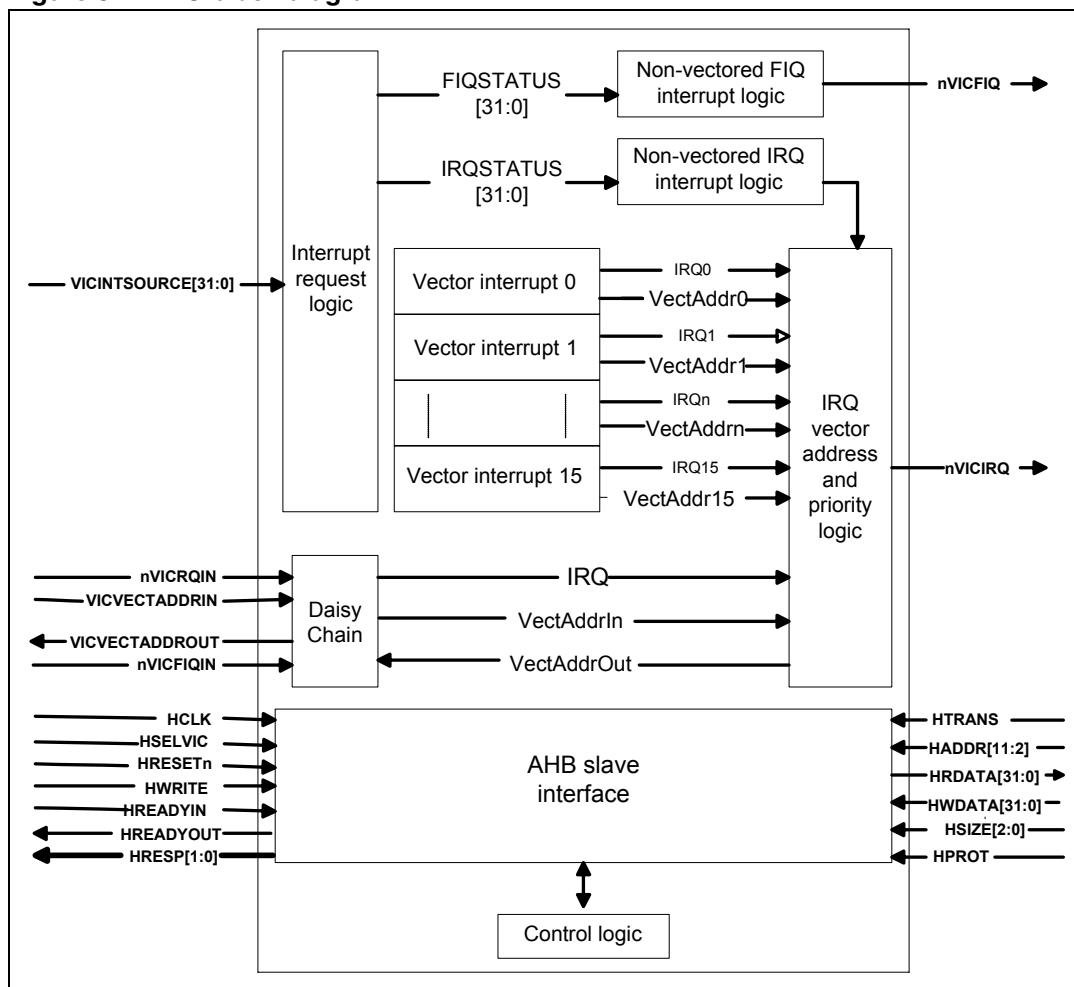 FIQSTATUS
[31:0]
Non-vectored FIQ
interrupt logic
nVICFIQ
IRQSTATUS
[31:0]
Non-vectored IRQ
interrupt logic
VICINTSOURCE[31:0]
Interrupt
request
logic
Vector interrupt 0
Vector interrupt 1
Vector interrupt 15
IRQ0
VectAddr0
IRQ1
VectAddr1
IRQn
VectAddrn
IRQ15
VectAddr15
IRQ
vector
address
and
priority
logic
nVICIRQ
nVICRQIN
VICVECTADDRIN
VICVECTADDROUT
nVICFIQIN
Daisy
Chain
IRQ
VectAddrIn
VectAddrOut
HCLK
HSELVIC
HRESETn
HWRITE
HREADYIN
HREADYOUT
HRESP[1:0]
AHB slave
interface
HTRANS
HADDR[11:2]
HRDATA[31:0]
HWDATA[31:0]
HSIZE[2:0]
HPROT
Control logic